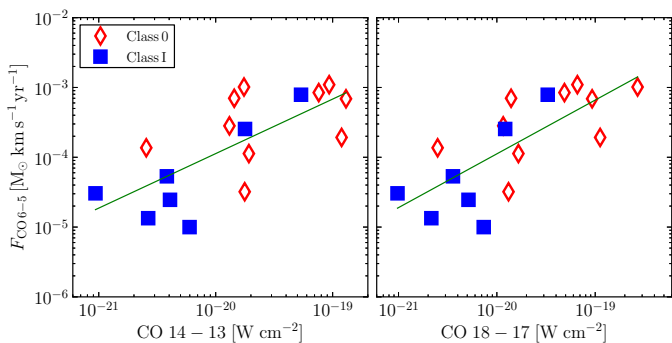 Class 0
Class I
10⁻²
10⁻³
10⁻⁴
10⁻⁵
10⁻⁶
F_CO 6−5 [M_⊙ km s⁻¹ yr⁻¹]
10⁻²¹ 10⁻²⁰ 10⁻¹⁹ 10⁻²¹ 10⁻²⁰ 10⁻¹⁹
CO 14 − 13 [W cm⁻²] CO 18 − 17 [W cm⁻²]